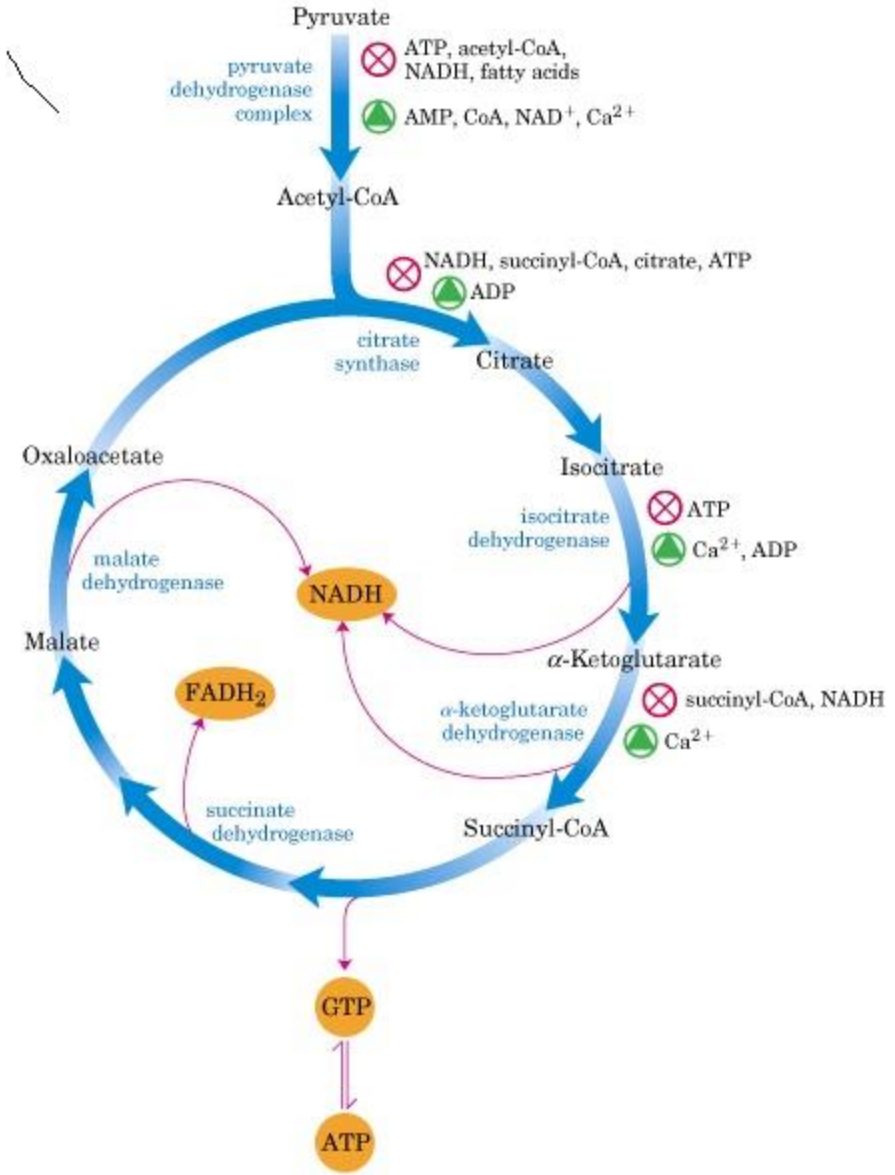 Pyruvate
ATP, acetyl-CoA,
NADH, fatty acids
pyruvate
dehydrogenase
complex
AMP, CoA, NAD⁺, Ca²⁺
Acetyl-CoA
NADH, succinyl-CoA, citrate, ATP
ADP
citrate
synthase
Citrate
Oxaloacetate
Isocitrate
ATP
isocitrate
dehydrogenase
Ca²⁺, ADP
malate
dehydrogenase
NADH
Malate
α-Ketoglutarate
FADH₂
succinyl-CoA, NADH
α-ketoglutarate
dehydrogenase
Ca²⁺
succinate
dehydrogenase
Succinyl-CoA
GTP
ATP